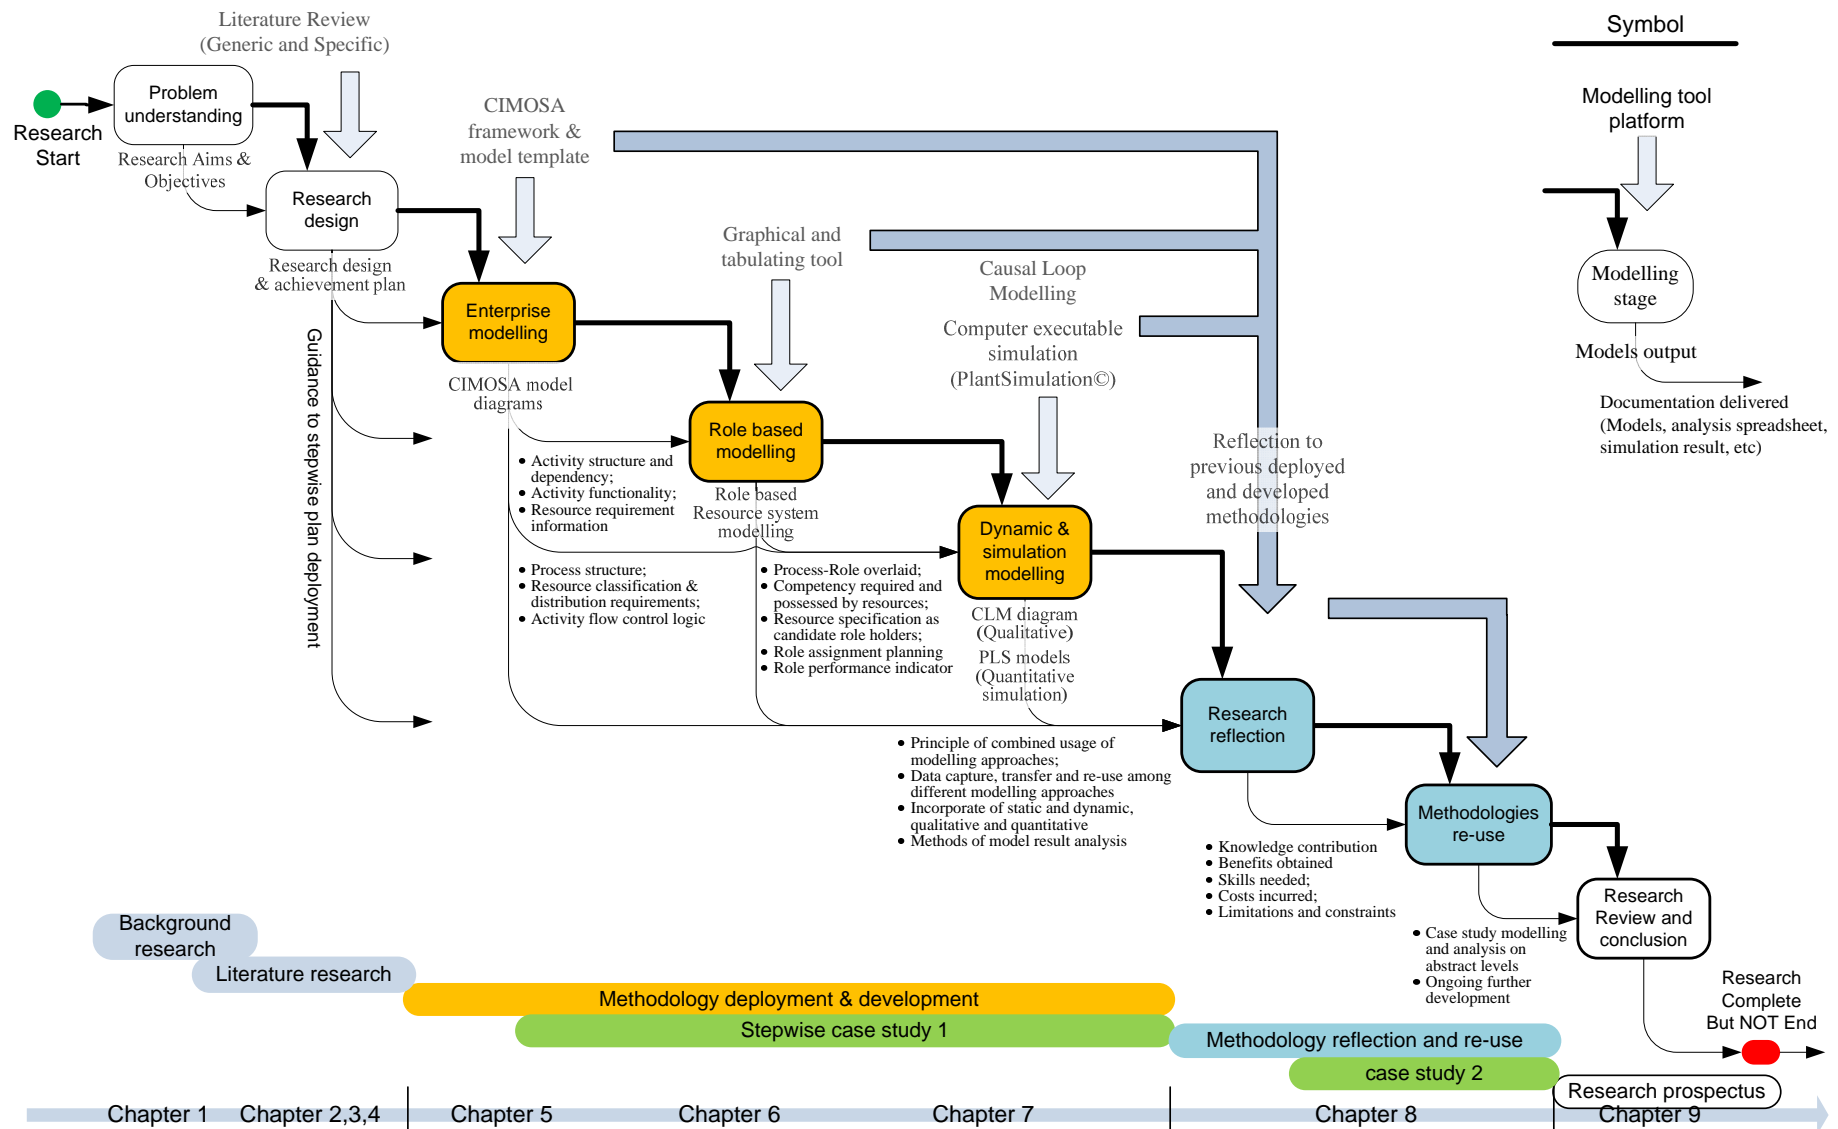 Literature Review
(Generic and Specific)
Symbol
Problem
understanding
Research
Start
CIMOSA
framework &
model template
Modelling tool
platform
Research Aims &
Objectives
Research
design
Graphical and
tabulating tool
Research design
& achievement plan
Causal Loop
Modelling
Modelling
stage
Enterprise
modelling
Computer executable
simulation
(PlantSimulation©)
Models output
Guidance to stepwise plan deployment
CIMOSA model
diagrams
Documentation delivered
(Models, analysis spreadsheet,
simulation result, etc)
Role based
modelling
Reflection to
previous deployed
and developed
methodologies
• Activity structure and
dependency;
• Activity functionality;
• Resource requirement
information
Role based
Resource system
modelling
Dynamic &
simulation
modelling
• Process structure;
• Resource classification &
distribution requirements;
• Activity flow control logic
• Process-Role overlaid;
• Competency required and
possessed by resources;
• Resource specification as
candidate role holders;
• Role assignment planning
• Role performance indicator
CLM diagram
(Qualitative)
PLS models
(Quantitative
simulation)
Research
reflection
• Principle of combined usage of
modelling approaches;
• Data capture, transfer and re-use among
different modelling approaches
• Incorporate of static and dynamic,
qualitative and quantitative
• Methods of model result analysis
Methodologies
re-use
• Knowledge contribution
• Benefits obtained
• Skills needed;
• Costs incurred;
• Limitations and constraints
Research
Review and
conclusion
• Case study modelling
and analysis on
abstract levels
• Ongoing further
development
Research
Complete
But NOT End
Background
research
Literature research
Methodology deployment & development
Stepwise case study 1
Methodology reflection and re-use
case study 2
Research prospectus
Chapter 1
Chapter 2,3,4
Chapter 5
Chapter 6
Chapter 7
Chapter 8
Chapter 9